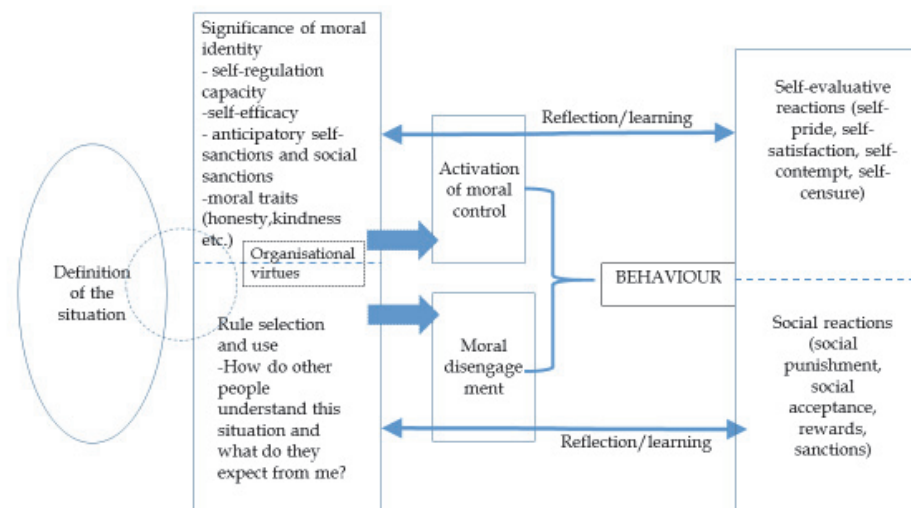 Definition
of the
situation
Significance of moral
identity
- self-regulation
capacity
-self-efficacy
- anticipatory self-
sanctions and social
sanctions
-moral traits
(honesty,kindness
etc.)
Organisational
virtues
Rule selection
and use
-How do other
people
understand this
situation and
what do they
expect from me?
Activation
of moral
control
Moral
disengage
ment
Reflection/learning
BEHAVIOUR
Reflection/learning
Self-evaluative
reactions (self-
pride, self-
satisfaction, self-
contempt, self-
censure)
Social reactions
(social
punishment,
social
acceptance,
rewards,
sanctions)